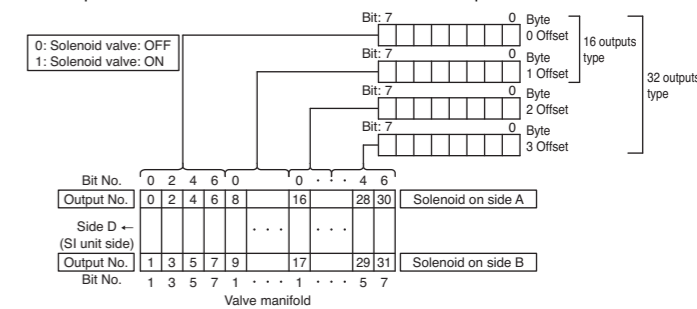 Bit: 7 0 Byte
0 Offset
Bit: 7 0 Byte
1 Offset
Bit: 7 0 Byte
2 Offset
Bit: 7 0 Byte
3 Offset
16 outputs
type
32 outputs
type
0: Solenoid valve: OFF
1: Solenoid valve: ON
Bit No. 0 2 4 6 0 0 · · · 4 6
Output No. 0 2 4 6 8 16 28 30 Solenoid on side A
Side D ←
(SI unit side)
· · · · · ·
Output No. 1 3 5 7 9 17 29 31 Solenoid on side B
Bit No. 1 3 5 7 1 · · · 1 · · · 5 7
Valve manifold